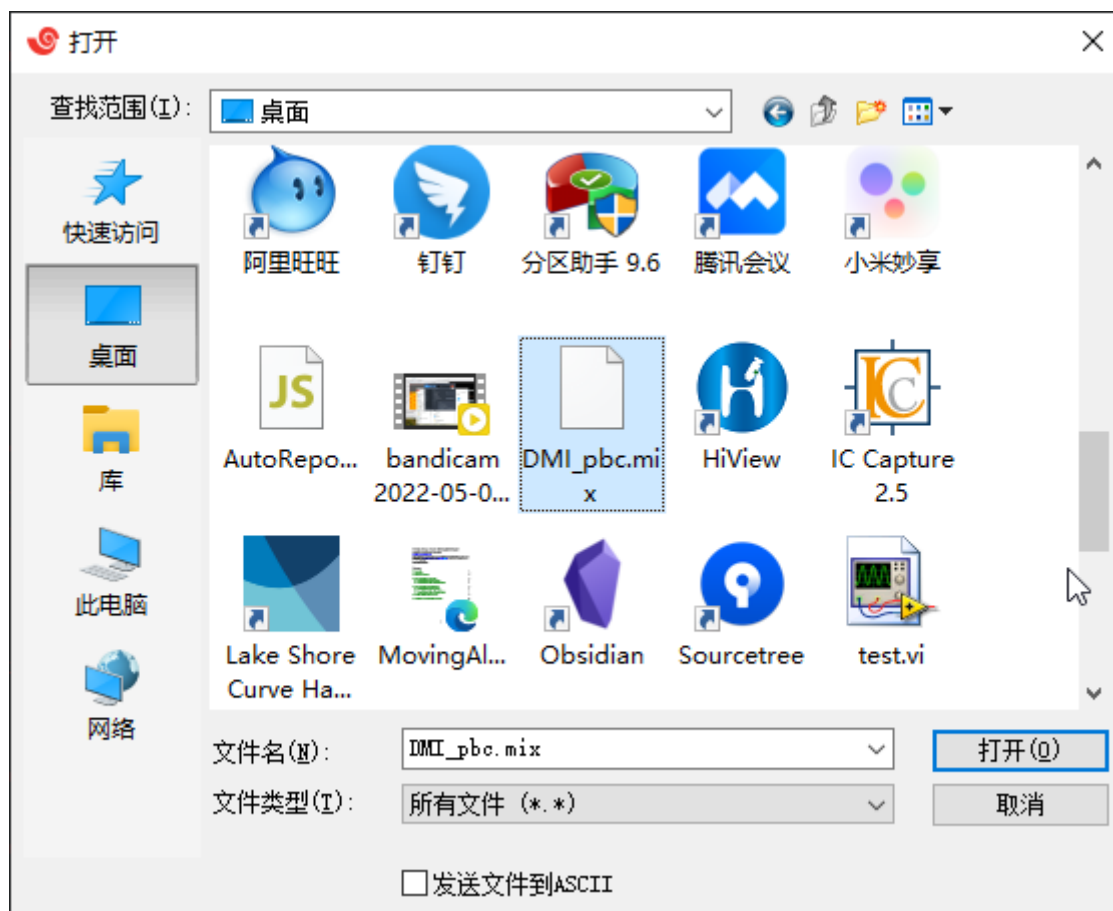 打开
查找范围(I):
桌面
快速访问
桌面
库
此电脑
网络
阿里旺旺
钉钉
分区助手 9.6
腾讯会议
小米妙享
JS
AutoRepo...
bandicam
2022-05-0...
DMI_pbc.mi
x
HiView
IC Capture
2.5
Lake Shore
Curve Ha...
MovingAl...
Obsidian
Sourcetree
test.vi
文件名(N):
DMI_pbc.mix
打开(O)
文件类型(T):
所有文件 (*.*)
取消
发送文件到ASCII